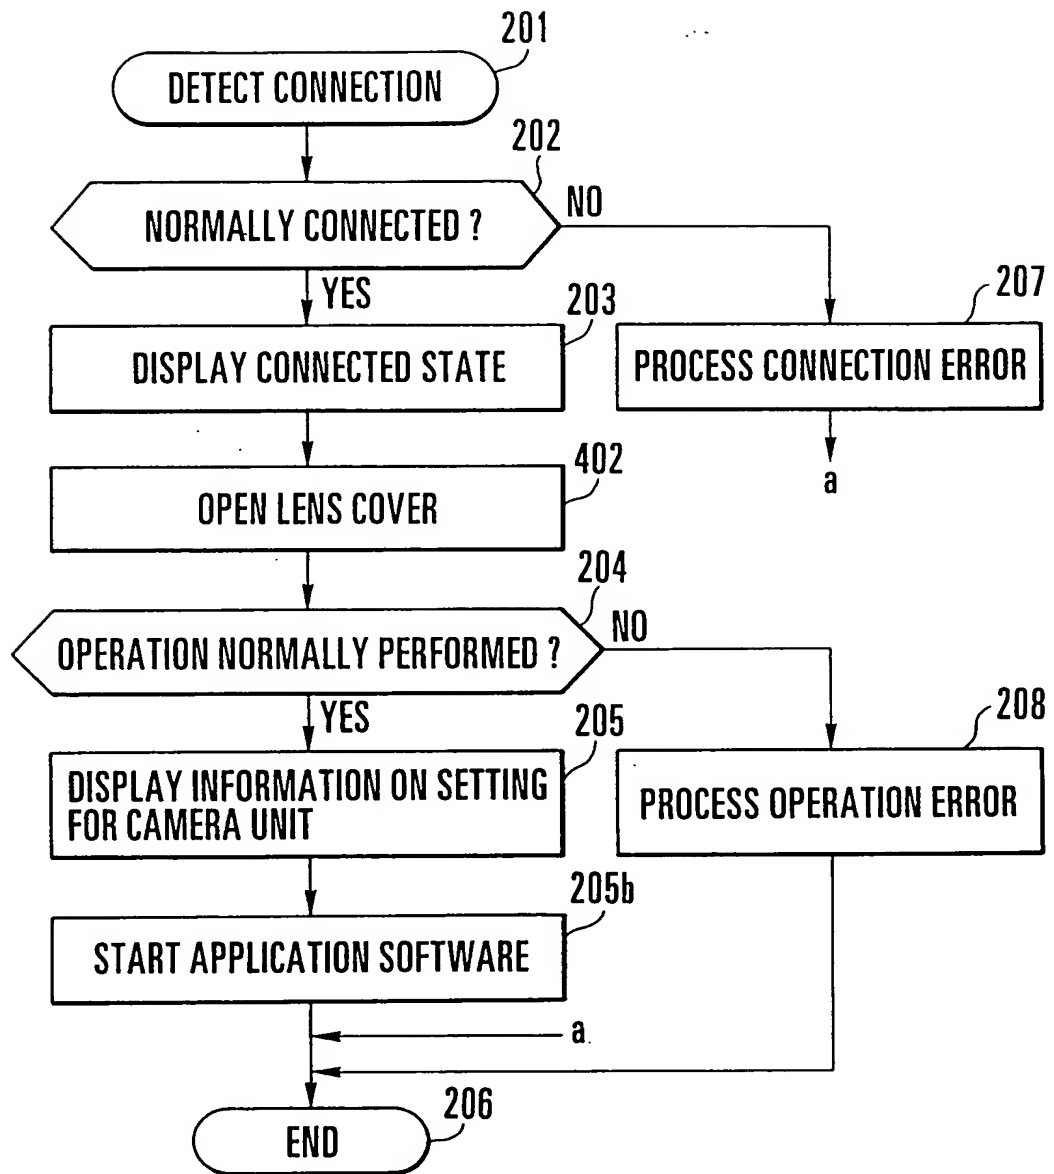 201
DETECT CONNECTION
202
NORMALLY CONNECTED ?
NO
YES
203
DISPLAY CONNECTED STATE
207
PROCESS CONNECTION ERROR
a
402
OPEN LENS COVER
204
OPERATION NORMALLY PERFORMED ?
NO
YES
205
DISPLAY INFORMATION ON SETTING
FOR CAMERA UNIT
208
PROCESS OPERATION ERROR
205b
START APPLICATION SOFTWARE
a
206
END